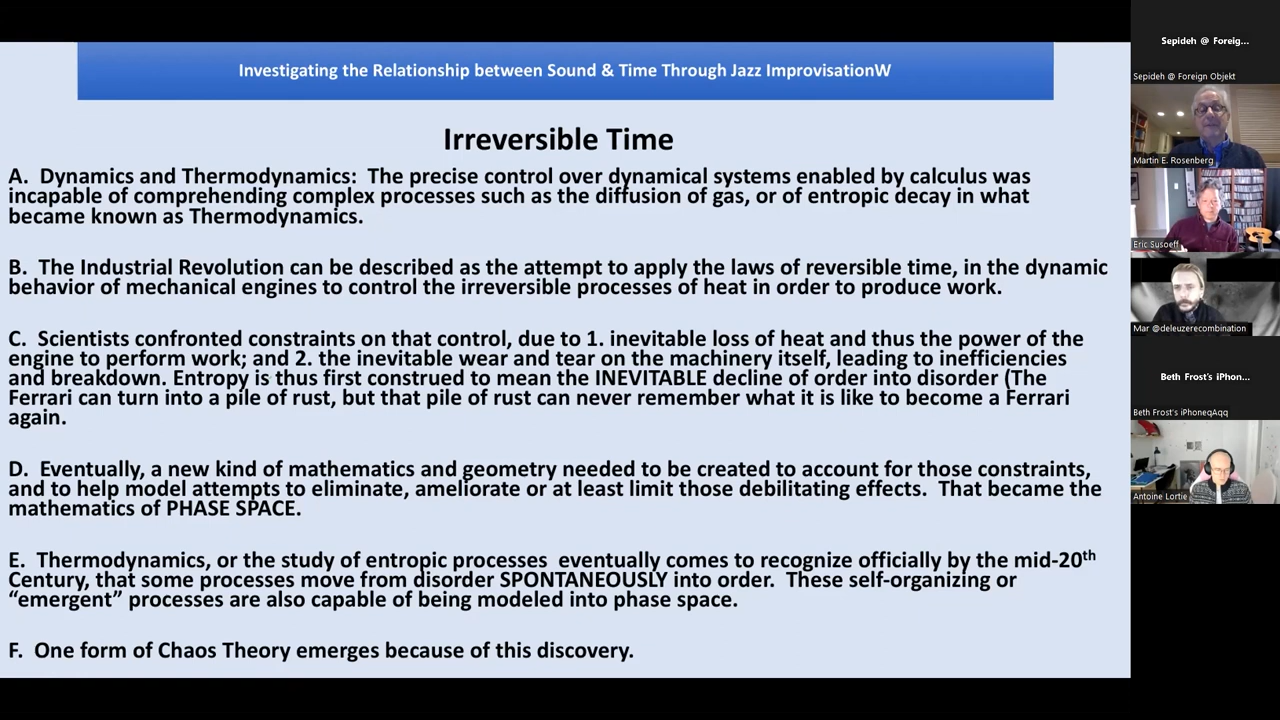 Investigating the Relationship between Sound & Time Through Jazz ImprovisationW
Irreversible Time
A. Dynamics and Thermodynamics: The precise control over dynamical systems enabled by calculus was
incapable of comprehending complex processes such as the diffusion of gas, or of entropic decay in what
became known as Thermodynamics.
B. The Industrial Revolution can be described as the attempt to apply the laws of reversible time, in the dynamic
behavior of mechanical engines to control the irreversible processes of heat in order to produce work.
C. Scientists confronted constraints on that control, due to 1. inevitable loss of heat and thus the power of the
engine to perform work; and 2. the inevitable wear and tear on the machinery itself, leading to inefficiencies
and breakdown. Entropy is thus first construed to mean the INEVITABLE decline of order into disorder (The
Ferrari can turn into a pile of rust, but that pile of rust can never remember what it is like to become a Ferrari
again.
D. Eventually, a new kind of mathematics and geometry needed to be created to account for those constraints,
and to help model attempts to eliminate, ameliorate or at least limit those debilitating effects. That became the
mathematics of PHASE SPACE.
E. Thermodynamics, or the study of entropic processes eventually comes to recognize officially by the mid-20th
Century, that some processes move from disorder SPONTANEOUSLY into order. These self-organizing or
“emergent” processes are also capable of being modeled into phase space.
F. One form of Chaos Theory emerges because of this discovery.
Sepideh @ Foreig...
Sepideh @ Foreign Objekt
Martin E. Rosenberg
Eric Susoeff
Mar @deleuzerecombination
Beth Frost's iPhon...
Beth Frost's iPhoneqAqq
Antoine Lortie